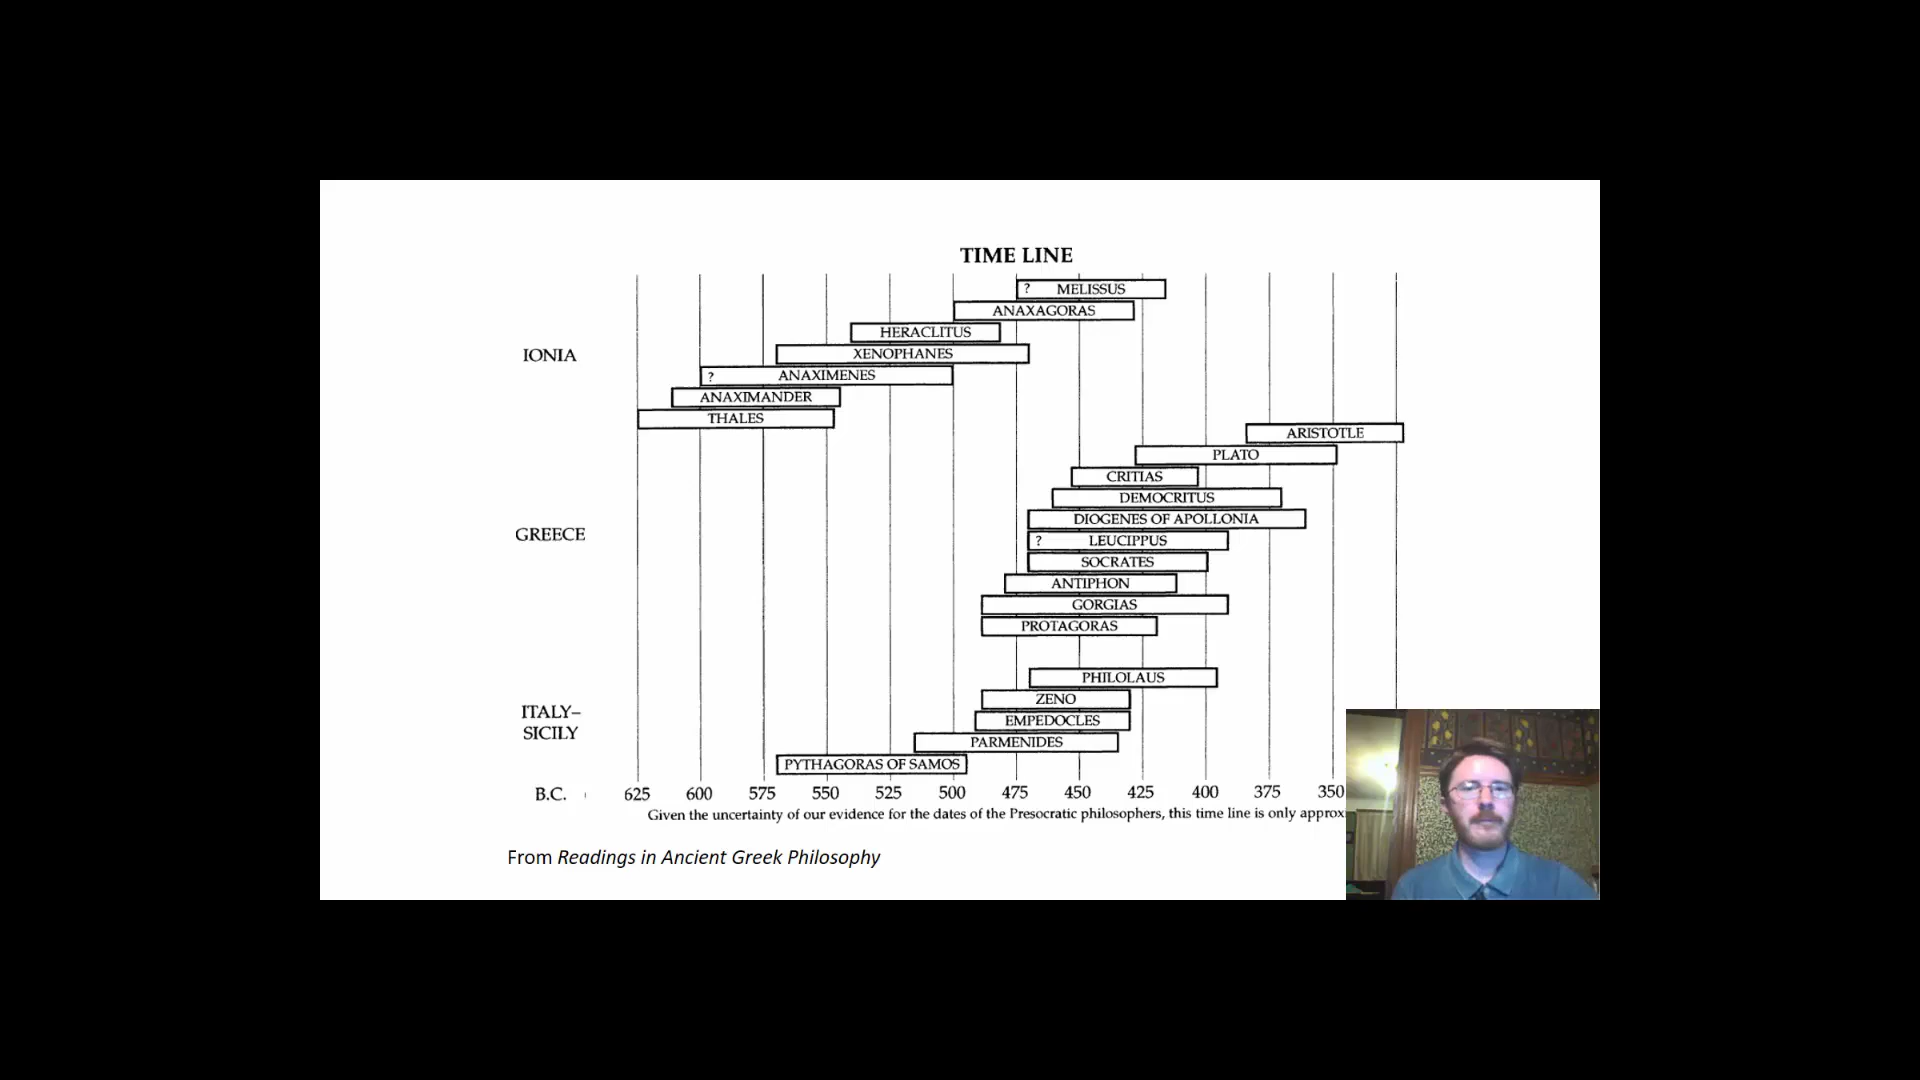 TIME LINE
? MELISSUS
ANAXAGORAS
HERACLITUS
XENOPHANES
IONIA
? ANAXIMENES
ANAXIMANDER
THALES
ARISTOTLE
PLATO
CRITIAS
DEMOCRITUS
DIOGENES OF APOLLONIA
GREECE
? LEUCIPPUS
SOCRATES
ANTIPHON
GORGIAS
PROTAGORAS
PHILOLAUS
ZENO
ITALY–
SICILY
EMPEDOCLES
PARMENIDES
PYTHAGORAS OF SAMOS
B.C. 625 600 575 550 525 500 475 450 425 400 375 350
Given the uncertainty of our evidence for the dates of the Presocratic philosophers, this time line is only approx
From Readings in Ancient Greek Philosophy